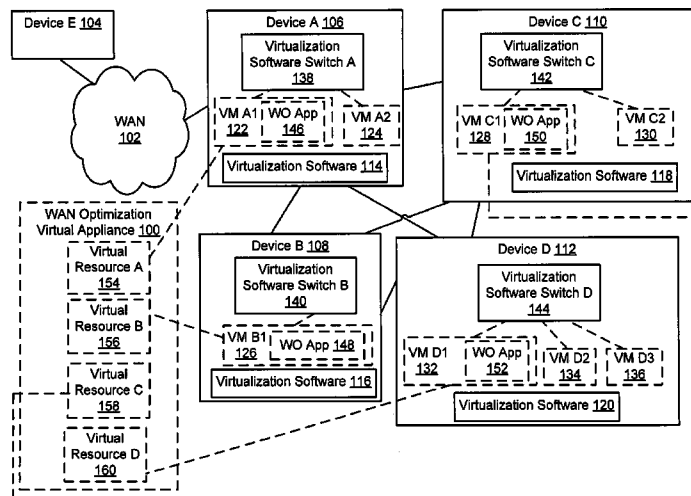 Device E 104
WAN
102
Device A 106
Virtualization
Software Switch A
138
VM A1
122
WO App
146
VM A2
124
Virtualization Software 114
Device C 110
Virtualization
Software Switch C
142
VM C1
128
WO App
150
VM C2
130
Virtualization Software 118
WAN Optimization
Virtual Appliance 100
Virtual
Resource A
154
Virtual
Resource B
156
Virtual
Resource C
158
Virtual
Resource D
160
Device B 108
Virtualization
Software Switch B
140
VM B1
126
WO App 148
Virtualization Software 116
Device D 112
Virtualization
Software Switch D
144
VM D1
132
WO App
152
VM D2
134
VM D3
136
Virtualization Software 120